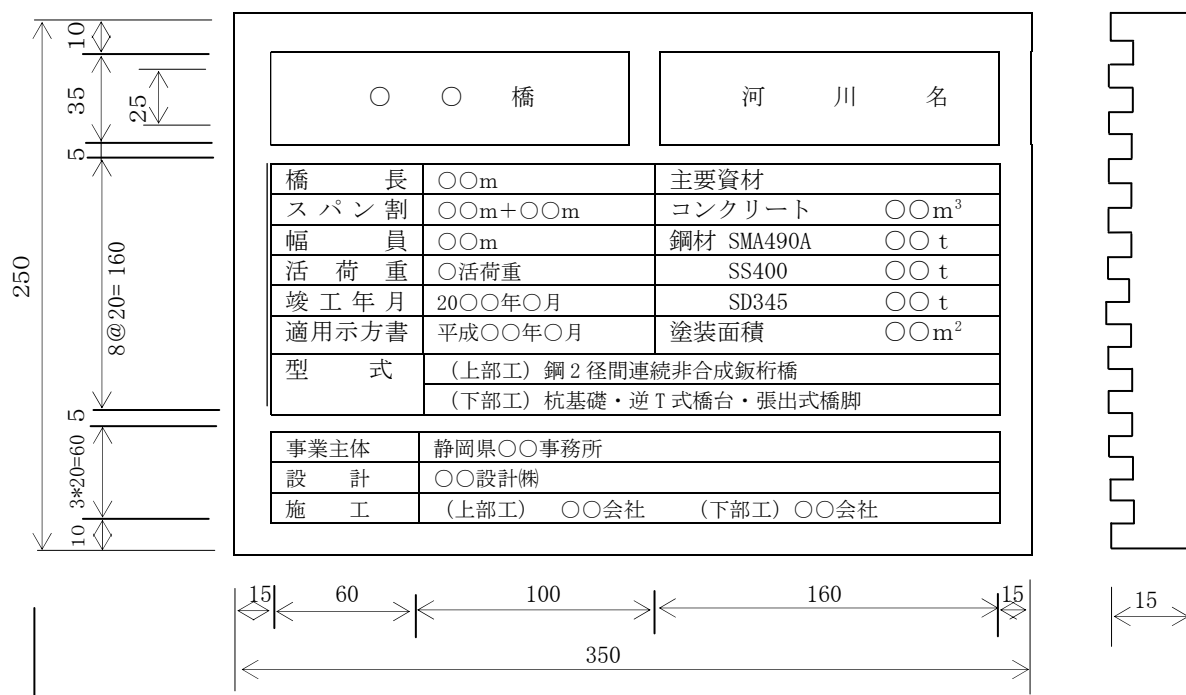 ○ ○ 橋
河 川 名
橋 長 ○○m 主要資材
スパン割 ○○m+○○m コンクリート ○○m³
幅 員 ○○m 鋼材 SMA490A ○○ t
活 荷 重 ○活荷重 SS400 ○○ t
竣工年月 20○○年○月 SD345 ○○ t
適用示方書 平成○○年○月 塗装面積 ○○m²
型 式 (上部工) 鋼2径間連続非合成鈑桁橋
(下部工) 杭基礎・逆T式橋台・張出式橋脚
事業主体 静岡県○○事務所
設 計 ○○設計㈱
施 工 (上部工) ○○会社 (下部工) ○○会社
10
35
25
5
250
8@20= 160
5
3*20=60
10
15 60 100 160 15
350
15